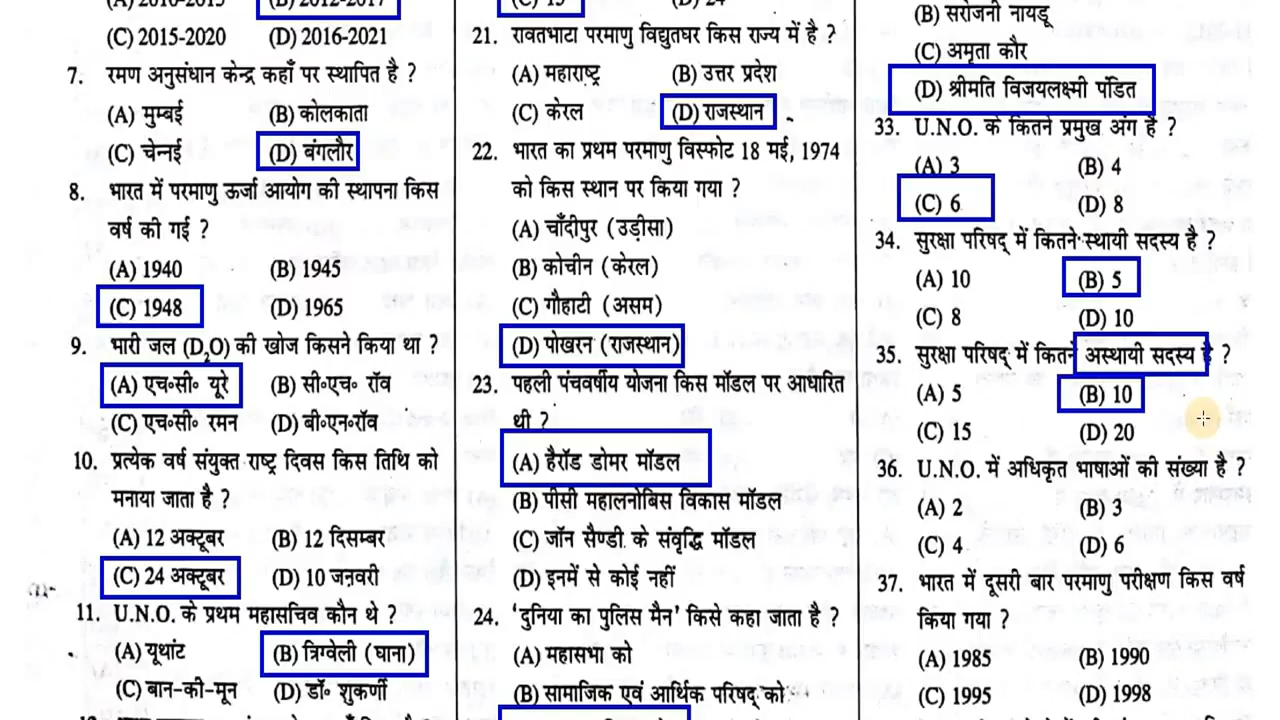 (A) 2010-2015 (B) 2012-2017
(C) 2015-2020 (D) 2016-2021
7. रमण अनुसंधान केन्द्र कहाँ पर स्थापित है ?
(A) मुम्बई (B) कोलकाता
(C) चेन्नई (D) बंगलौर
8. भारत में परमाणु ऊर्जा आयोग की स्थापना किस
वर्ष की गई ?
(A) 1940 (B) 1945
(C) 1948 (D) 1965
9. भारी जल (D₂O) की खोज किसने किया था ?
(A) एच॰सी॰ यूरे (B) सी॰एच॰ रॉव
(C) एच॰सी॰ रमन (D) बी॰एन॰रॉव
10. प्रत्येक वर्ष संयुक्त राष्ट्र दिवस किस तिथि को
मनाया जाता है ?
(A) 12 अक्टूबर (B) 12 दिसम्बर
(C) 24 अक्टूबर (D) 10 जनवरी
11. U.N.O. के प्रथम महासचिव कौन थे ?
(A) यूथांट (B) त्रिग्वेली (घाना)
(C) बान-की-मून (D) डॉ॰ शुकर्णी
(C) 15 (D) 24
21. रावतभाटा परमाणु विद्युतघर किस राज्य में है ?
(A) महाराष्ट्र (B) उत्तर प्रदेश
(C) केरल (D) राजस्थान
22. भारत का प्रथम परमाणु विस्फोट 18 मई, 1974
को किस स्थान पर किया गया ?
(A) चाँदीपुर (उड़ीसा)
(B) कोचीन (केरल)
(C) गौहाटी (असम)
(D) पोखरन (राजस्थान)
23. पहली पंचवर्षीय योजना किस मॉडल पर आधारित
थी ?
(A) हैरॉड डोमर मॉडल
(B) पीसी महालनोबिस विकास मॉडल
(C) जॉन सैण्डी के संवृद्धि मॉडल
(D) इनमें से कोई नहीं
24. 'दुनिया का पुलिस मैन' किसे कहा जाता है ?
(A) महासभा को
(B) सामाजिक एवं आर्थिक परिषद् को
(B) सरोजनी नायडू
(C) अमृता कौर
(D) श्रीमति विजयलक्ष्मी पंडित
33. U.N.O. के कितने प्रमुख अंग है ?
(A) 3 (B) 4
(C) 6 (D) 8
34. सुरक्षा परिषद् में कितने स्थायी सदस्य है ?
(A) 10 (B) 5
(C) 8 (D) 10
35. सुरक्षा परिषद् में कितने अस्थायी सदस्य है ?
(A) 5 (B) 10
(C) 15 (D) 20
36. U.N.O. में अधिकृत भाषाओं की संख्या है ?
(A) 2 (B) 3
(C) 4 (D) 6
37. भारत में दूसरी बार परमाणु परीक्षण किस वर्ष
किया गया ?
(A) 1985 (B) 1990
(C) 1995 (D) 1998